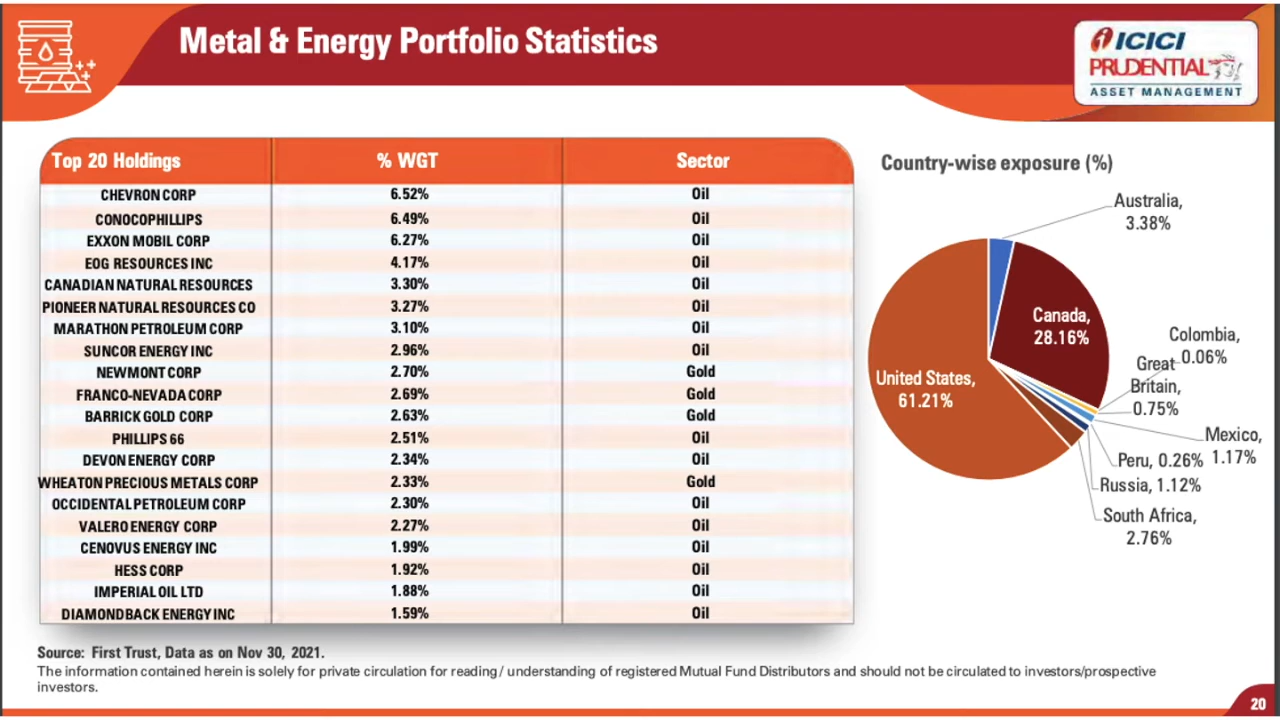 Metal & Energy Portfolio Statistics
ICICI
PRUDENTIAL
ASSET MANAGEMENT
Top 20 Holdings % WGT Sector
CHEVRON CORP 6.52% Oil
CONOCOPHILLIPS 6.49% Oil
EXXON MOBIL CORP 6.27% Oil
EOG RESOURCES INC 4.17% Oil
CANADIAN NATURAL RESOURCES 3.30% Oil
PIONEER NATURAL RESOURCES CO 3.27% Oil
MARATHON PETROLEUM CORP 3.10% Oil
SUNCOR ENERGY INC 2.96% Oil
NEWMONT CORP 2.70% Gold
FRANCO-NEVADA CORP 2.69% Gold
BARRICK GOLD CORP 2.63% Gold
PHILLIPS 66 2.51% Oil
DEVON ENERGY CORP 2.34% Oil
WHEATON PRECIOUS METALS CORP 2.33% Gold
OCCIDENTAL PETROLEUM CORP 2.30% Oil
VALERO ENERGY CORP 2.27% Oil
CENOVUS ENERGY INC 1.99% Oil
HESS CORP 1.92% Oil
IMPERIAL OIL LTD 1.88% Oil
DIAMONDBACK ENERGY INC 1.59% Oil
Country-wise exposure (%)
Australia,
3.38%
Canada,
28.16%
Colombia,
0.06%
Great
Britain,
0.75%
Mexico,
1.17%
Peru, 0.26%
Russia, 1.12%
South Africa,
2.76%
United States,
61.21%
Source: First Trust, Data as on Nov 30, 2021.
The information contained herein is solely for private circulation for reading / understanding of registered Mutual Fund Distributors and should not be circulated to investors/prospective
investors.
20